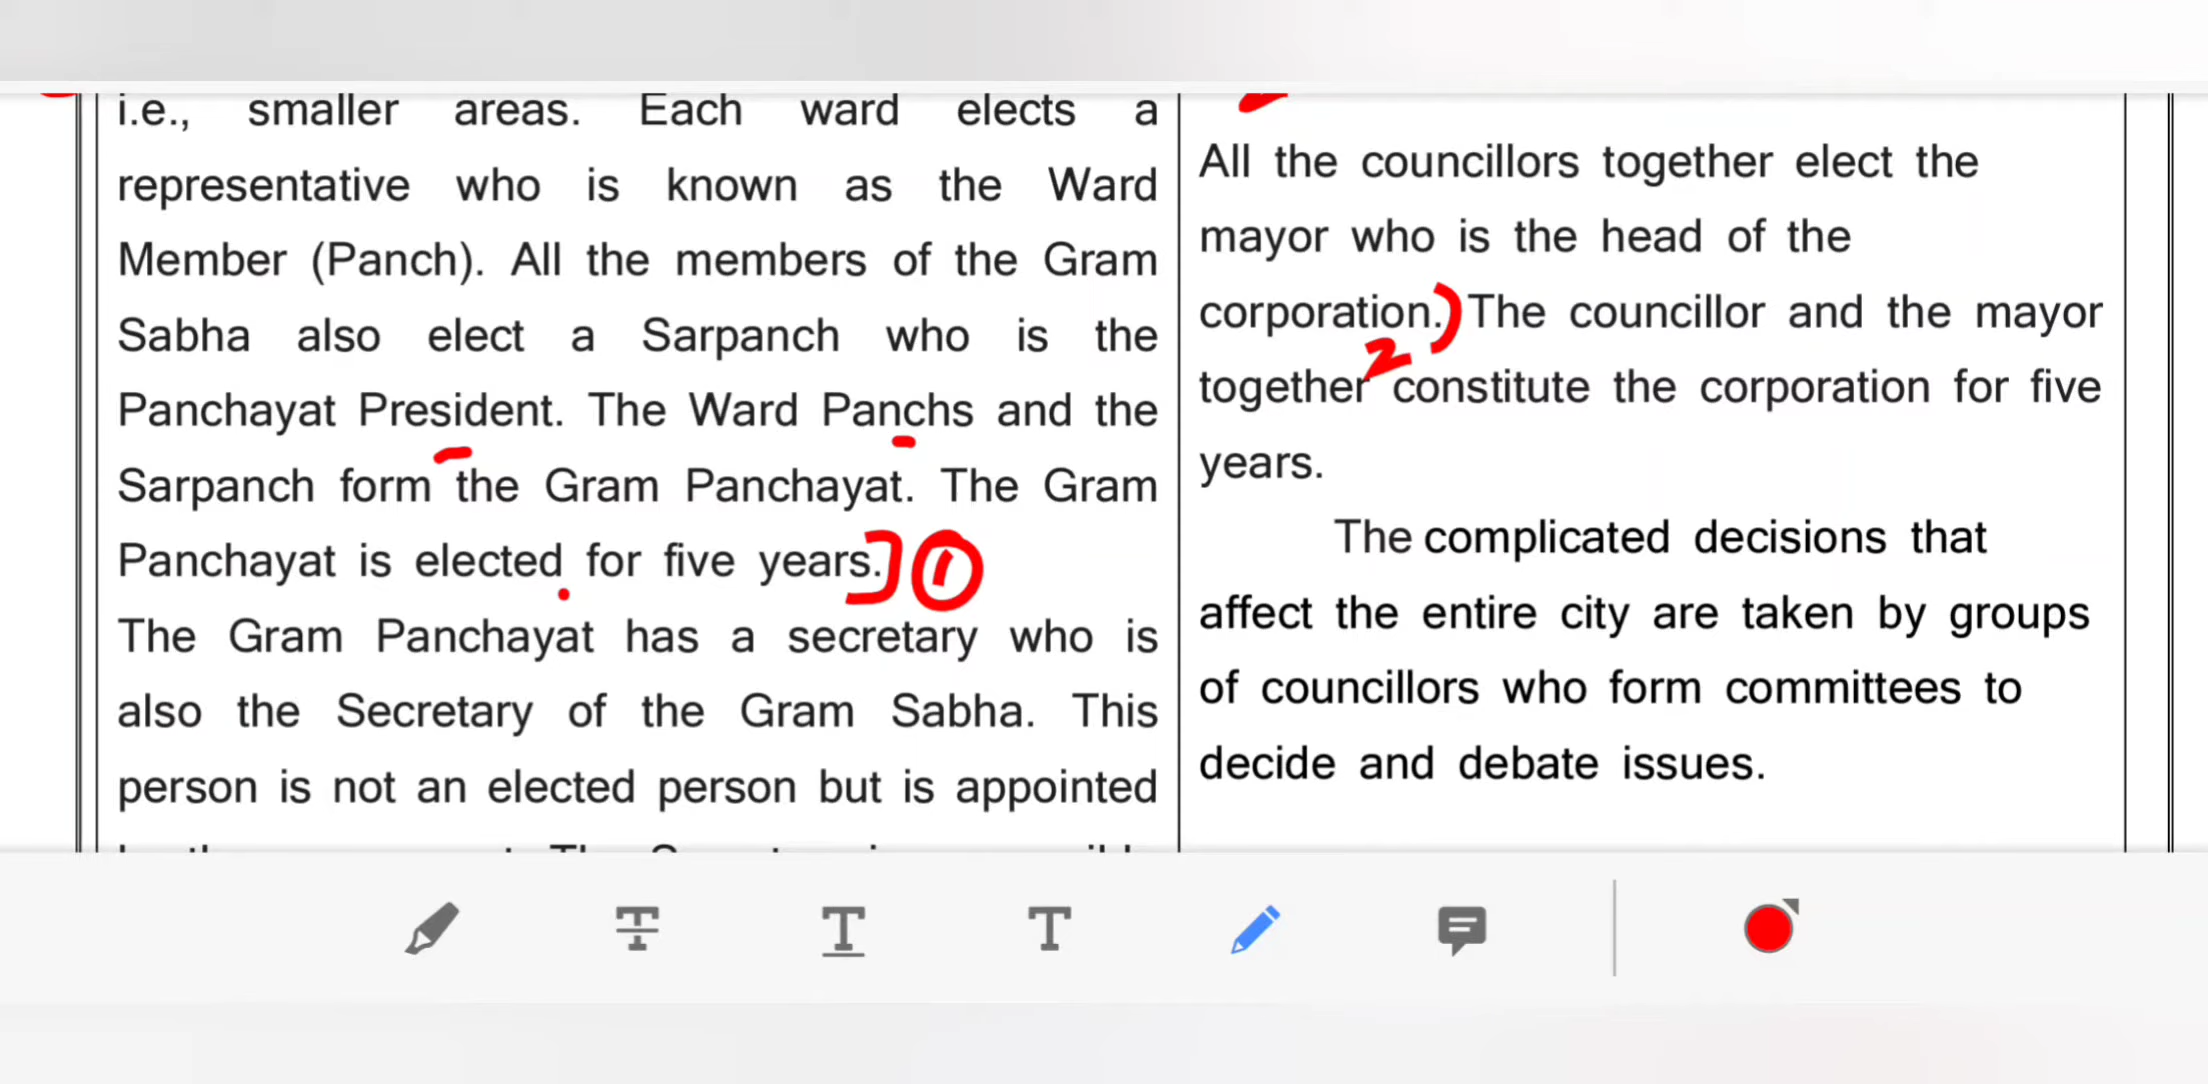 i.e., smaller areas. Each ward elects a
representative who is known as the Ward
Member (Panch). All the members of the Gram
Sabha also elect a Sarpanch who is the
Panchayat President. The Ward Panchs and the
Sarpanch form the Gram Panchayat. The Gram
Panchayat is elected for five years.] 1
The Gram Panchayat has a secretary who is
also the Secretary of the Gram Sabha. This
person is not an elected person but is appointed
All the councillors together elect the
mayor who is the head of the
corporation.) The councillor and the mayor
2
together constitute the corporation for five
years.
The complicated decisions that
affect the entire city are taken by groups
of councillors who form committees to
decide and debate issues.